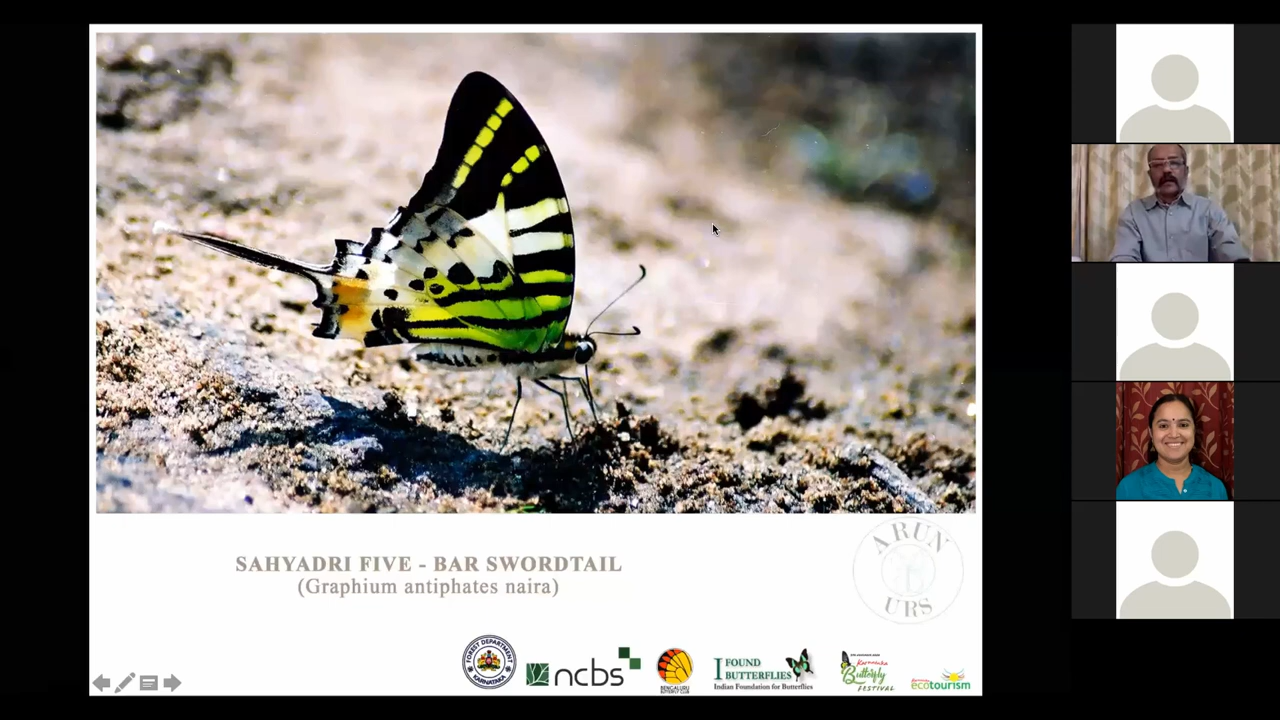 SAHYADRI FIVE - BAR SWORDTAIL
(Graphium antiphates naira)
ARUN
URS
FOREST DEPARTMENT
KARNATAKA
ncbs
BENGALURU
BUTTERFLY CLUB
I FOUND
BUTTERFLIES
Indian Foundation for Butterflies
Karnataka
Butterfly
FESTIVAL
ecotourism